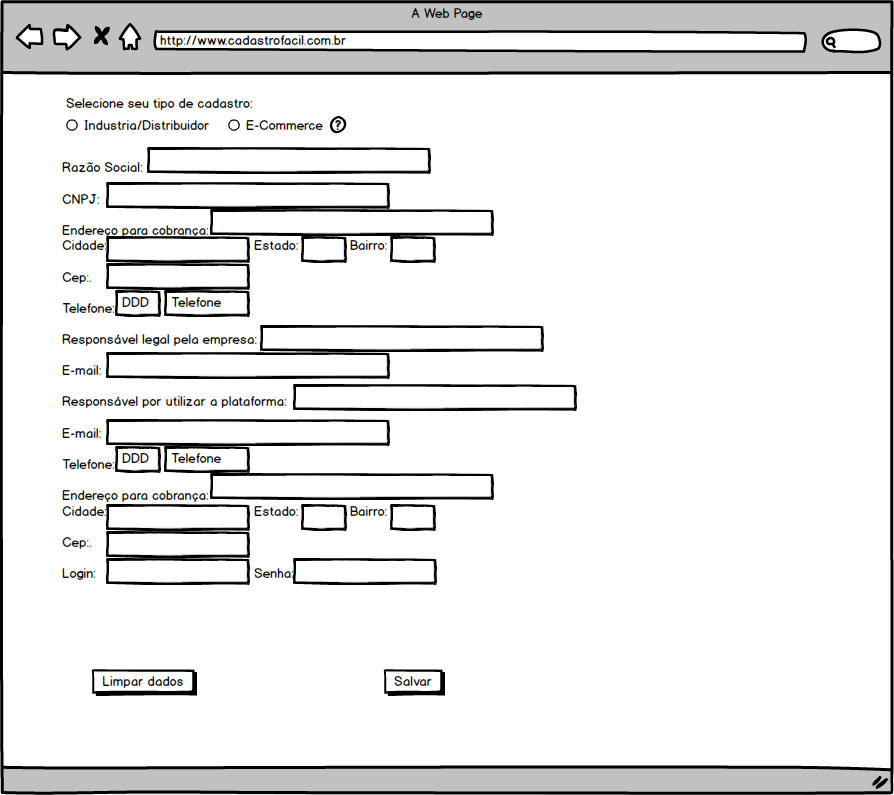 A Web Page
http://www.cadastrofacil.com.br
Selecione seu tipo de cadastro:
Industria/Distribuidor E-Commerce ?
Razão Social:
CNPJ:
Endereço para cobrança:
Cidade: Estado: Bairro:
Cep:.
Telefone: DDD Telefone
Responsável legal pela empresa:
E-mail:
Responsável por utilizar a plataforma:
E-mail:
Telefone: DDD Telefone
Endereço para cobrança:
Cidade: Estado: Bairro:
Cep:.
Login: Senha:
Limpar dados Salvar